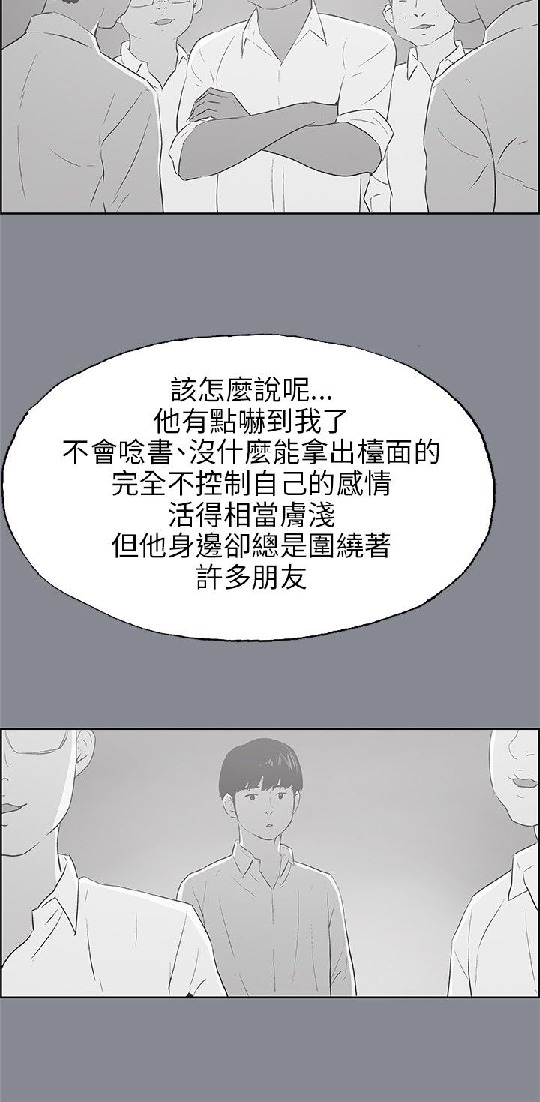 該怎麼說呢…
他有點嚇到我了
不會唸書、沒什麼能拿出檯面的
完全不控制自己的感情
活得相當膚淺
但他身邊卻總是圍繞著
許多朋友